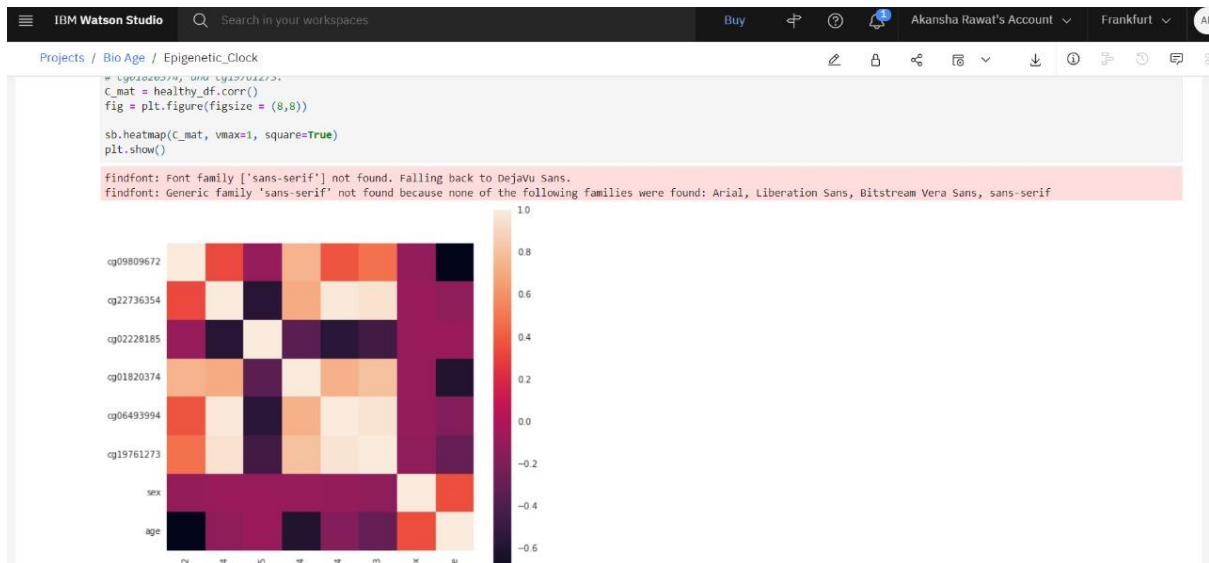 IBM Watson Studio
Search in your workspaces
Buy
1
Akansha Rawat's Account
Frankfurt
Projects / Bio Age / Epigenetic_Clock
# cg01820374, and cg19761273.
C_mat = healthy_df.corr()
fig = plt.figure(figsize = (8,8))
sb.heatmap(C_mat, vmax=1, square=True)
plt.show()
findfont: Font family ['sans-serif'] not found. Falling back to DejaVu Sans.
findfont: Generic family 'sans-serif' not found because none of the following families were found: Arial, Liberation Sans, Bitstream Vera Sans, sans-serif
cg09809672
cg22736354
cg02228185
cg01820374
cg06493994
cg19761273
sex
age
1.0
0.8
0.6
0.4
0.2
0.0
−0.2
−0.4
−0.6